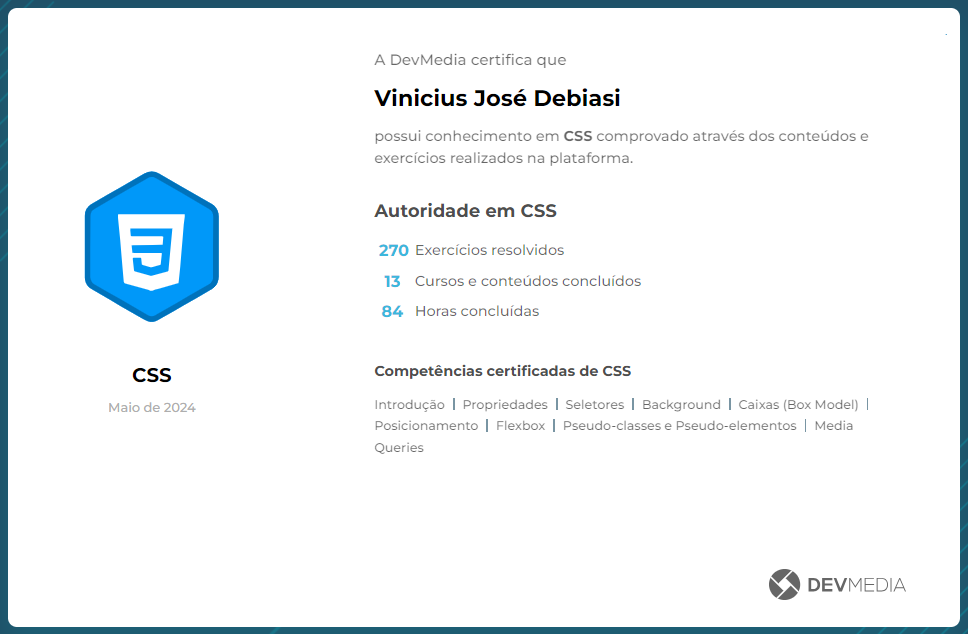 A DevMedia certifica que
Vinicius José Debiasi
possui conhecimento em CSS comprovado através dos conteúdos e
exercícios realizados na plataforma.
Autoridade em CSS
270 Exercícios resolvidos
13 Cursos e conteúdos concluídos
84 Horas concluídas
CSS
Maio de 2024
Competências certificadas de CSS
Introdução | Propriedades | Seletores | Background | Caixas (Box Model) |
Posicionamento | Flexbox | Pseudo-classes e Pseudo-elementos | Media
Queries
DEVMEDIA